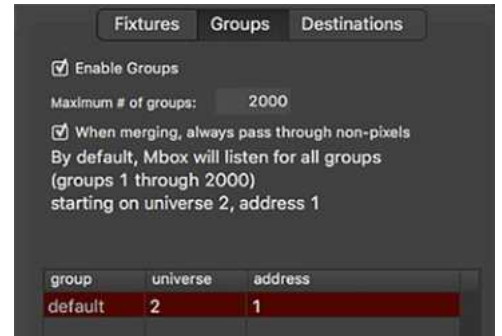 Fixtures Groups Destinations
Enable Groups
Maximum # of groups: 2000
When merging, always pass through non-pixels
By default, Mbox will listen for all groups
(groups 1 through 2000)
starting on universe 2, address 1
group universe address
default 2 1